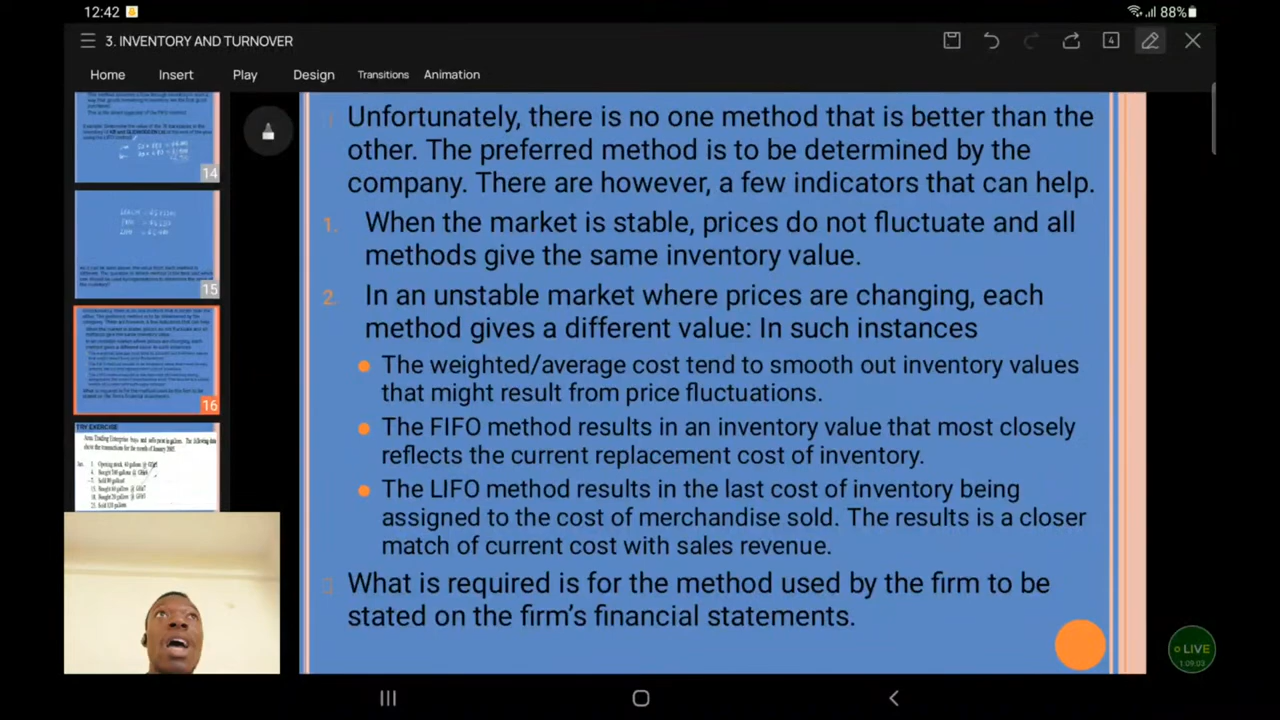 12:42
88%
3. INVENTORY AND TURNOVER
4
Home Insert Play Design Transitions Animation
14
15
16
TRY EXERCISE
Unfortunately, there is no one method that is better than the
other. The preferred method is to be determined by the
company. There are however, a few indicators that can help.
1. When the market is stable, prices do not fluctuate and all
methods give the same inventory value.
2. In an unstable market where prices are changing, each
method gives a different value: In such instances
The weighted/average cost tend to smooth out inventory values
that might result from price fluctuations.
The FIFO method results in an inventory value that most closely
reflects the current replacement cost of inventory.
The LIFO method results in the last cost of inventory being
assigned to the cost of merchandise sold. The results is a closer
match of current cost with sales revenue.
What is required is for the method used by the firm to be
stated on the firm's financial statements.
LIVE
1:09:03